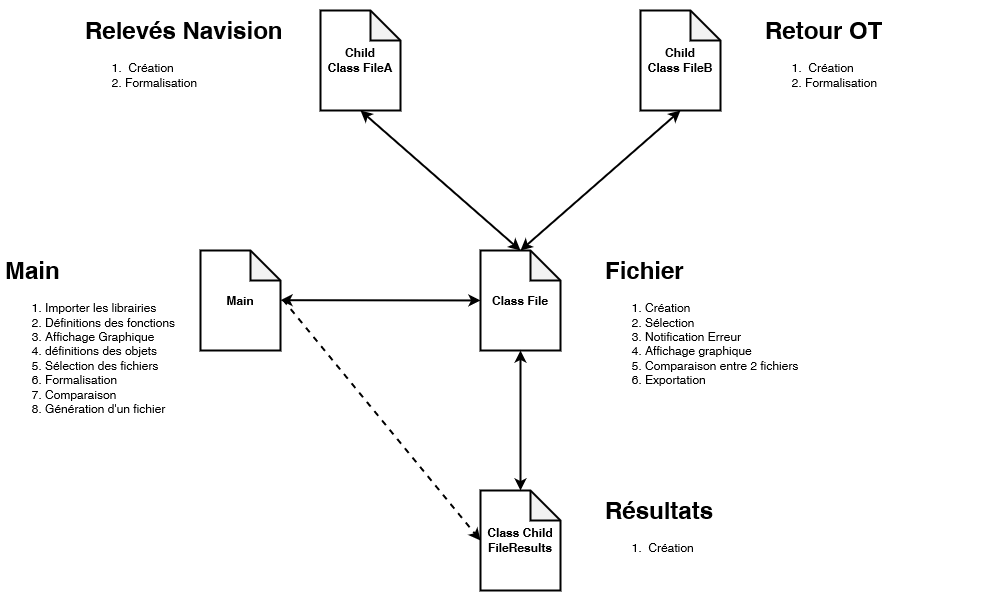 Relevés Navision
1. Création
2. Formalisation
Child
Class FileA
Child
Class FileB
Retour OT
1. Création
2. Formalisation
Main
1. Importer les librairies
2. Définitions des fonctions
3. Affichage Graphique
4. définitions des objets
5. Sélection des fichiers
6. Formalisation
7. Comparaison
8. Génération d'un fichier
Main
Class File
Fichier
1. Création
2. Sélection
3. Notification Erreur
4. Affichage graphique
5. Comparaison entre 2 fichiers
6. Exportation
Class Child
FileResults
Résultats
1. Création